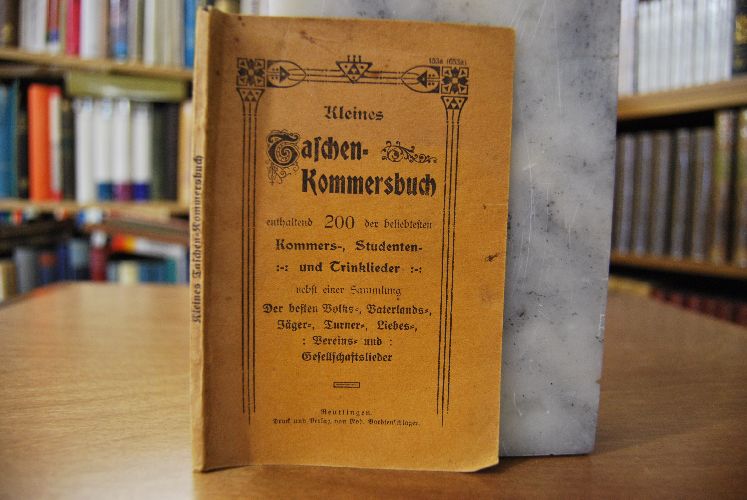 153a (653a)
Kleines
Taschen-
Kommersbuch
enthaltend 200 der beliebtesten
Kommers-, Studenten-
:-: und Trinklieder :-:
nebst einer Sammlung
Der besten Volks-, Vaterlands-,
Jäger-, Turner-, Liebes-,
: Vereins- und :
Gesellschaftslieder
Reutlingen.
Druck und Verlag von Rob. Bardtenschlager.
Kleines Taschen-Kommersbuch